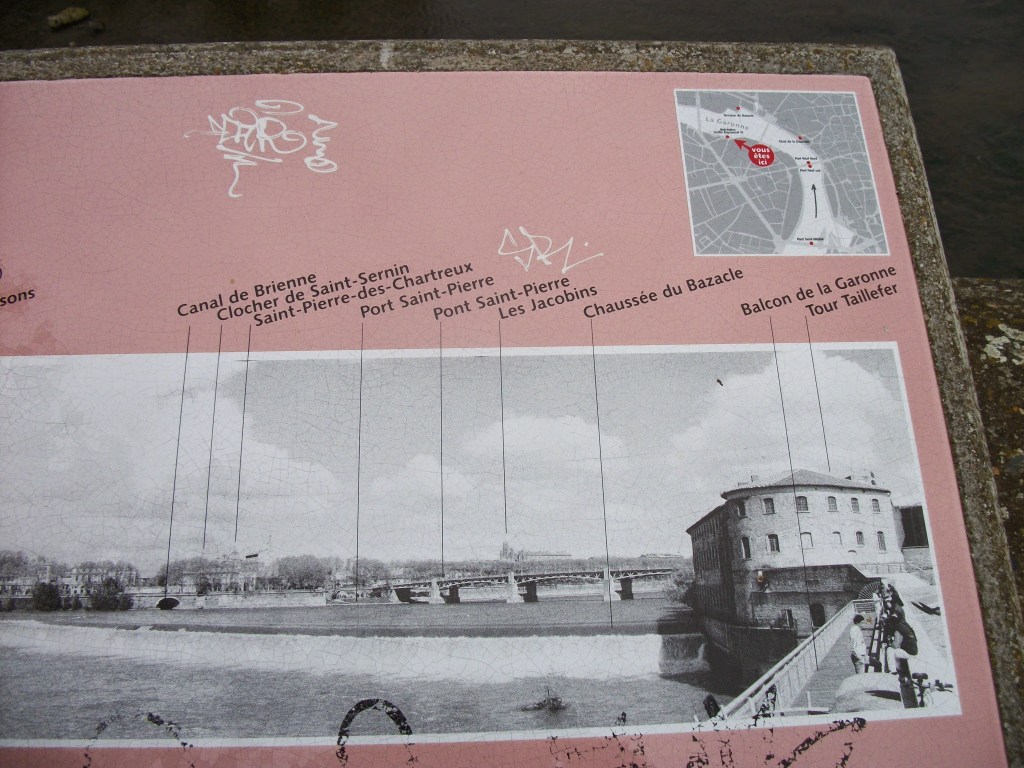 sons
Canal de Brienne
Clocher de Saint-Sernin
Saint-Pierre-des-Chartreux
Port Saint-Pierre
Pont Saint-Pierre
Les Jacobins
Chaussée du Bazacle
Balcon de la Garonne
Tour Taillefer
La Garonne
vous
êtes
ici